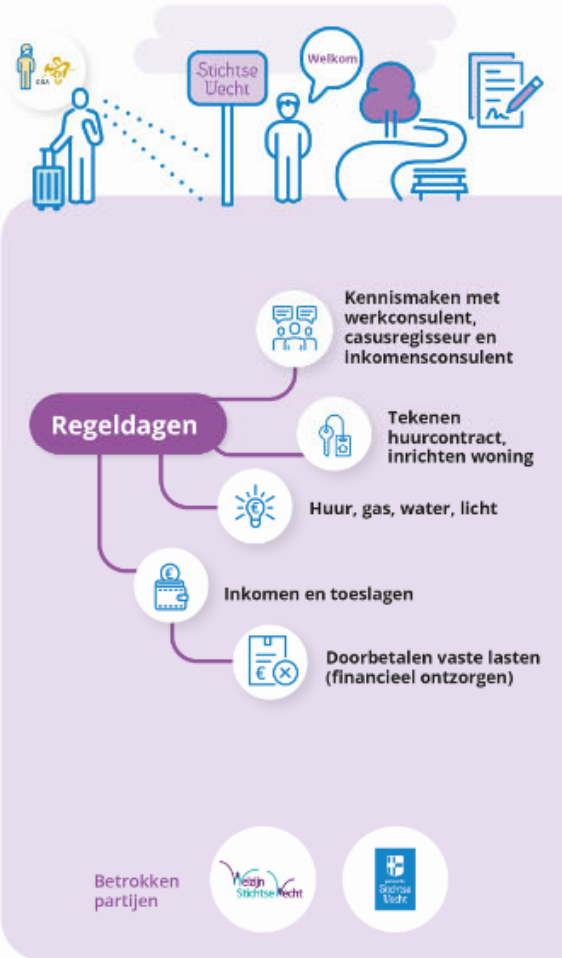 COA
Stichtse
Vecht
Welkom
Kennismaken met
werkconsulent,
casusregisseur en
inkomensconsulent
Regeldagen
Tekenen
huurcontract,
inrichten woning
Huur, gas, water, licht
Inkomen en toeslagen
Doorbetalen vaste lasten
(financieel ontzorgen)
Betrokken
partijen
Welzijn
Stichtse Vecht
gemeente
Stichtse
Vecht